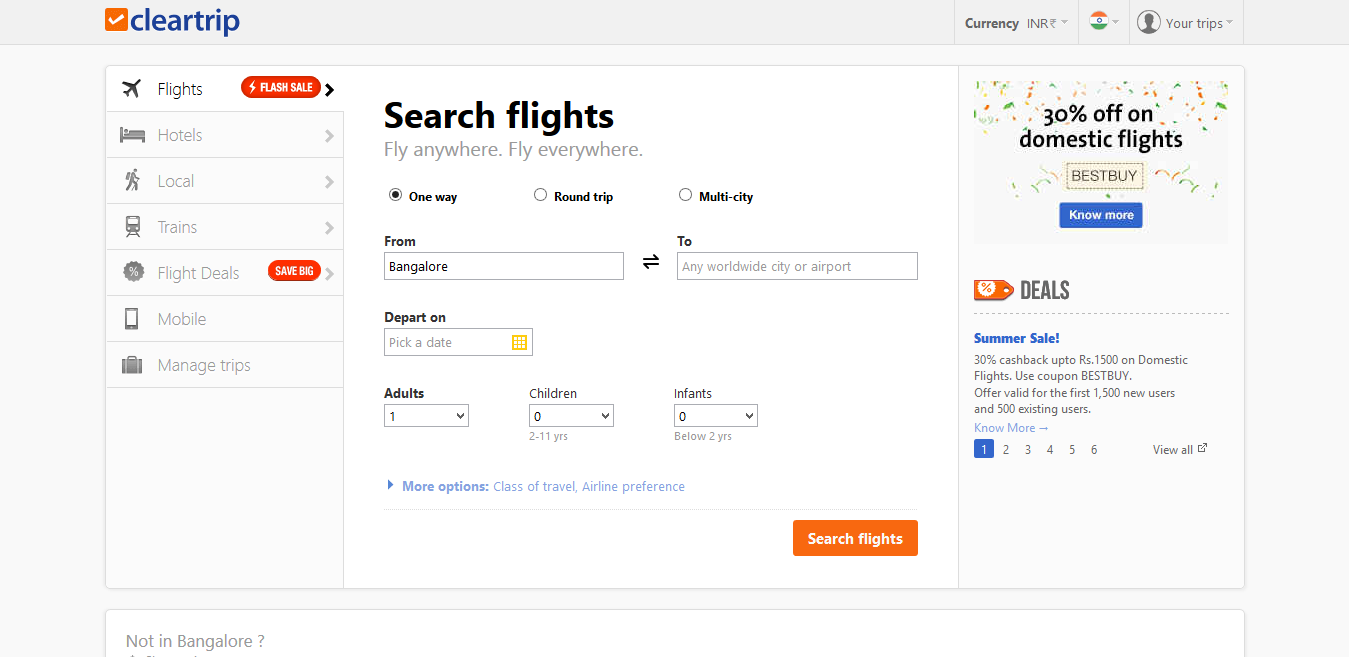 cleartrip
Currency INR₹
Your trips
Flights
FLASH SALE
Hotels
Local
Trains
Flight Deals
SAVE BIG
Mobile
Manage trips
Search flights
Fly anywhere. Fly everywhere.
One way
Round trip
Multi-city
From
To
Bangalore
Any worldwide city or airport
Depart on
Pick a date
Adults
Children
Infants
1
0
0
2-11 yrs
Below 2 yrs
More options: Class of travel, Airline preference
Search flights
30% off on
domestic flights
BESTBUY
Know more
% DEALS
Summer Sale!
30% cashback upto Rs.1500 on Domestic
Flights. Use coupon BESTBUY.
Offer valid for the first 1,500 new users
and 500 existing users.
Know More →
1 2 3 4 5 6 View all
Not in Bangalore ?